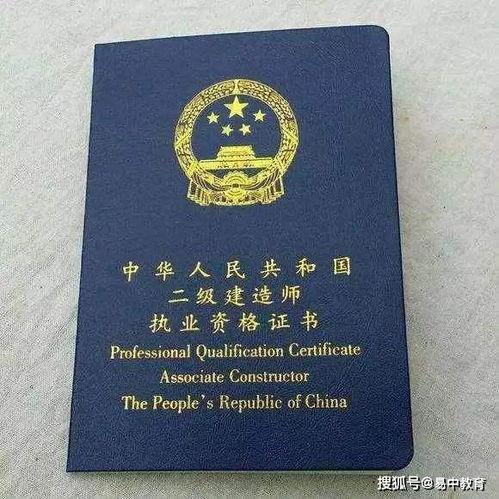 中华人民共和国
二级建造师
执业资格证书
Professional Qualification Certificate
Associate Constructor
The People's Republic of China
搜狐号@易中教育